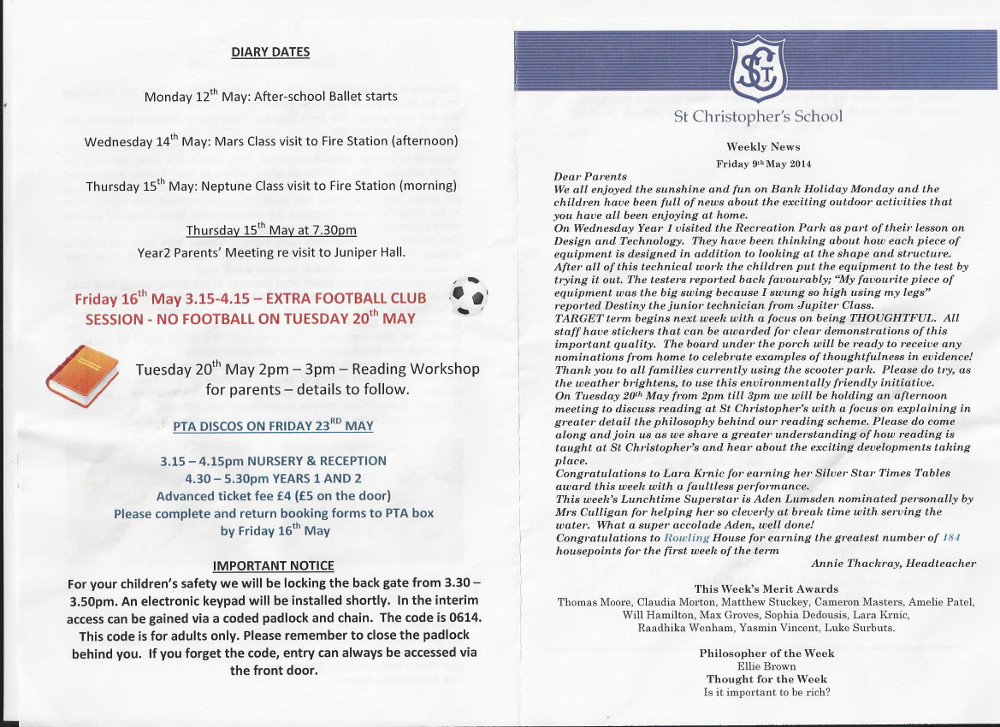 DIARY DATES
Monday 12th May: After-school Ballet starts
Wednesday 14th May: Mars Class visit to Fire Station (afternoon)
Thursday 15th May: Neptune Class visit to Fire Station (morning)
Thursday 15th May at 7.30pm
Year2 Parents' Meeting re visit to Juniper Hall.
Friday 16th May 3.15-4.15 – EXTRA FOOTBALL CLUB
SESSION - NO FOOTBALL ON TUESDAY 20th MAY
Tuesday 20th May 2pm – 3pm – Reading Workshop
for parents – details to follow.
PTA DISCOS ON FRIDAY 23RD MAY
3.15 – 4.15pm NURSERY & RECEPTION
4.30 – 5.30pm YEARS 1 AND 2
Advanced ticket fee £4 (£5 on the door)
Please complete and return booking forms to PTA box
by Friday 16th May
IMPORTANT NOTICE
For your children's safety we will be locking the back gate from 3.30 –
3.50pm. An electronic keypad will be installed shortly. In the interim
access can be gained via a coded padlock and chain. The code is 0614.
This code is for adults only. Please remember to close the padlock
behind you. If you forget the code, entry can always be accessed via
the front door.
SCT
St Christopher's School
Weekly News
Friday 9th May 2014
Dear Parents
We all enjoyed the sunshine and fun on Bank Holiday Monday and the
children have been full of news about the exciting outdoor activities that
you have all been enjoying at home.
On Wednesday Year 1 visited the Recreation Park as part of their lesson on
Design and Technology. They have been thinking about how each piece of
equipment is designed in addition to looking at the shape and structure.
After all of this technical work the children put the equipment to the test by
trying it out. The testers reported back favourably; "My favourite piece of
equipment was the big swing because I swung so high using my legs"
reported Destiny the junior technician from Jupiter Class.
TARGET term begins next week with a focus on being THOUGHTFUL. All
staff have stickers that can be awarded for clear demonstrations of this
important quality. The board under the porch will be ready to receive any
nominations from home to celebrate examples of thoughtfulness in evidence!
Thank you to all families currently using the scooter park. Please do try, as
the weather brightens, to use this environmentally friendly initiative.
On Tuesday 20th May from 2pm till 3pm we will be holding an afternoon
meeting to discuss reading at St Christopher's with a focus on explaining in
greater detail the philosophy behind our reading scheme. Please do come
along and join us as we share a greater understanding of how reading is
taught at St Christopher's and hear about the exciting developments taking
place.
Congratulations to Lara Krnic for earning her Silver Star Times Tables
award this week with a faultless performance.
This week's Lunchtime Superstar is Aden Lumsden nominated personally by
Mrs Culligan for helping her so cleverly at break time with serving the
water. What a super accolade Aden, well done!
Congratulations to Rowling House for earning the greatest number of 184
housepoints for the first week of the term
Annie Thackray, Headteacher
This Week's Merit Awards
Thomas Moore, Claudia Morton, Matthew Stuckey, Cameron Masters, Amelie Patel,
Will Hamilton, Max Groves, Sophia Dedousis, Lara Krnic,
Raadhika Wenham, Yasmin Vincent, Luke Surbuts.
Philosopher of the Week
Ellie Brown
Thought for the Week
Is it important to be rich?